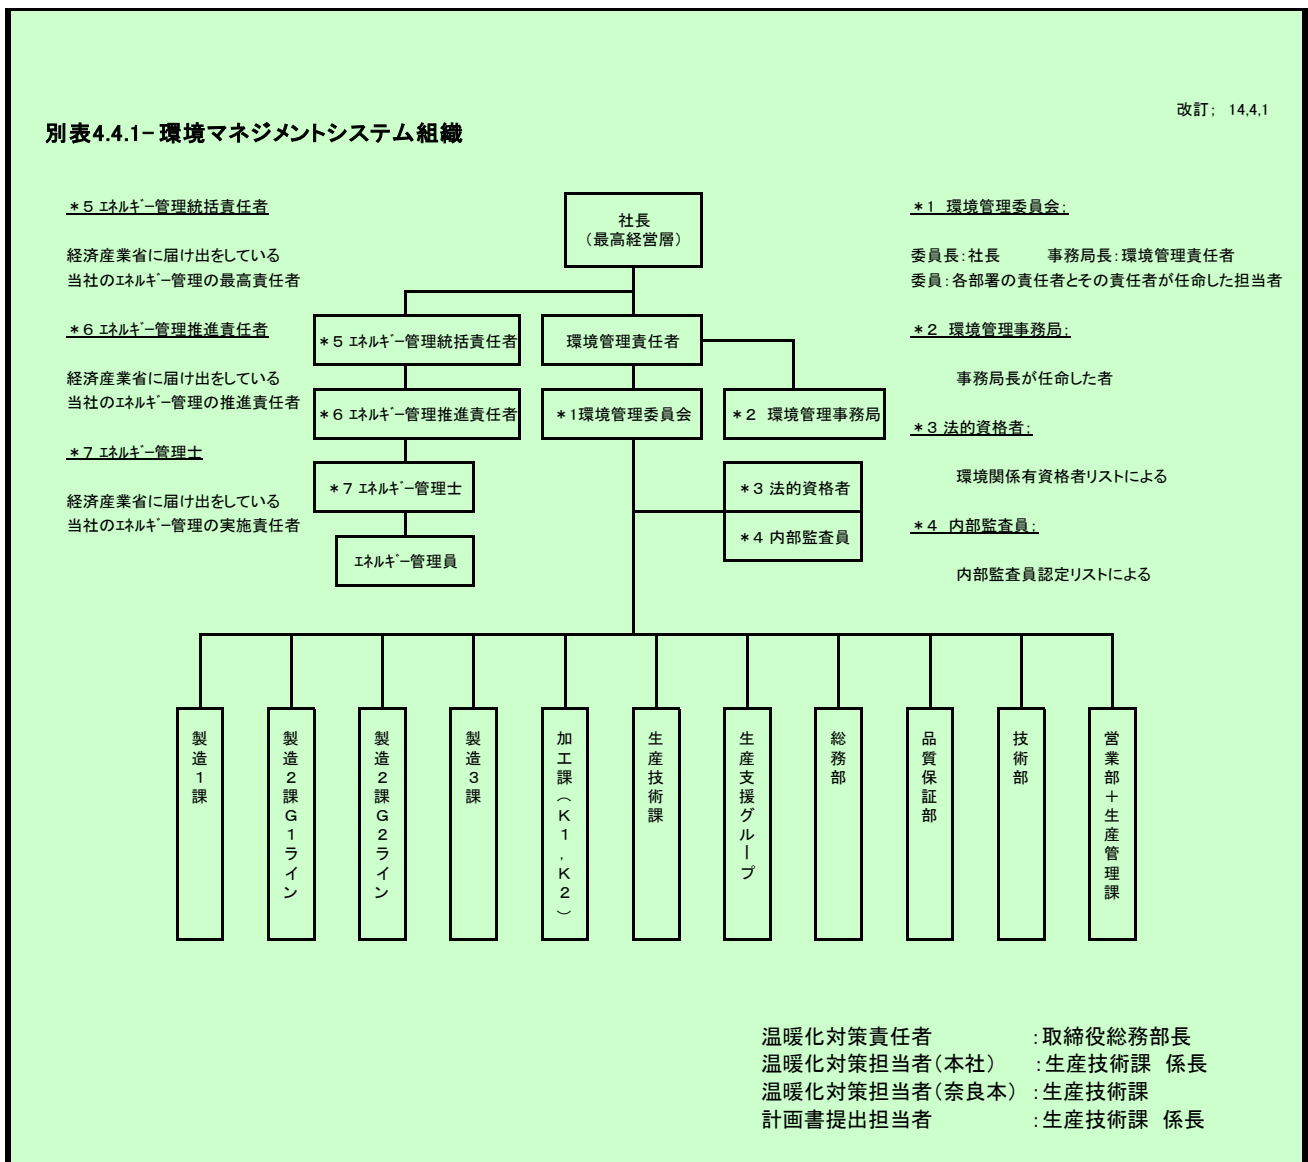 改訂; 14,4,1
別表4.4.1-環境マネジメントシステム組織
*5 ｴﾈﾙｷﾞｰ管理統括責任者
経済産業省に届け出をしている
当社のｴﾈﾙｷﾞｰ管理の最高責任者
*6 ｴﾈﾙｷﾞｰ管理推進責任者
経済産業省に届け出をしている
当社のｴﾈﾙｷﾞｰ管理の推進責任者
*7 ｴﾈﾙｷﾞｰ管理士
経済産業省に届け出をしている
当社のｴﾈﾙｷﾞｰ管理の実施責任者
社長
(最高経営層)
*5 ｴﾈﾙｷﾞｰ管理統括責任者
環境管理責任者
*6 ｴﾈﾙｷﾞｰ管理推進責任者
*1環境管理委員会
*2 環境管理事務局
*7 ｴﾈﾙｷﾞｰ管理士
*3 法的資格者
*4 内部監査員
ｴﾈﾙｷﾞｰ管理員
*1 環境管理委員会;
委員長:社長 事務局長:環境管理責任者
委員:各部署の責任者とその責任者が任命した担当者
*2 環境管理事務局;
事務局長が任命した者
*3 法的資格者;
環境関係有資格者リストによる
*4 内部監査員;
内部監査員認定リストによる
製造1課
製造2課G1ライン
製造2課G2ライン
製造3課
加工課(K1,K2)
生産技術課
生産支援グループ
総務部
品質保証部
技術部
営業部+生産管理課
温暖化対策責任者 :取締役総務部長
温暖化対策担当者(本社) :生産技術課 係長
温暖化対策担当者(奈良本) :生産技術課
計画書提出担当者 :生産技術課 係長